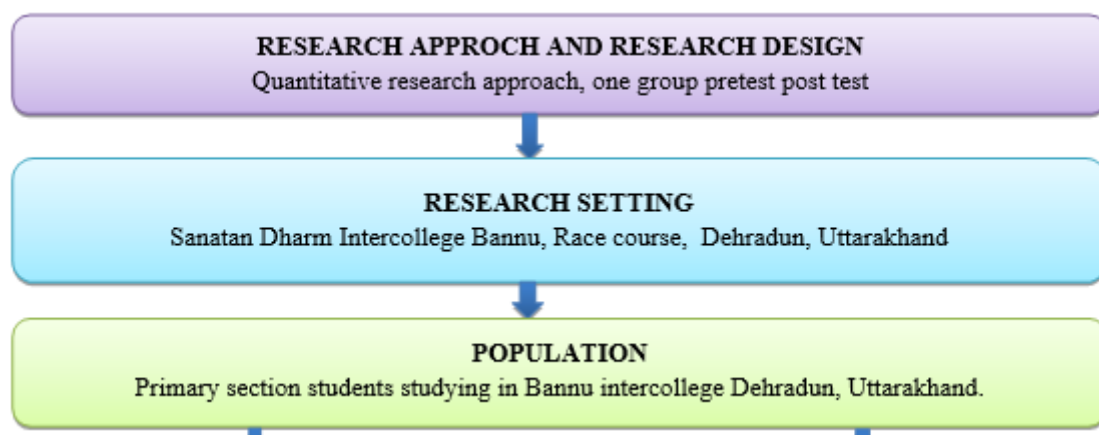 RESEARCH APPROCH AND RESEARCH DESIGN
Quantitative research approach, one group pretest post test
RESEARCH SETTING
Sanatan Dharm Intercollege Bannu, Race course, Dehradun, Uttarakhand
POPULATION
Primary section students studying in Bannu intercollege Dehradun, Uttarakhand.